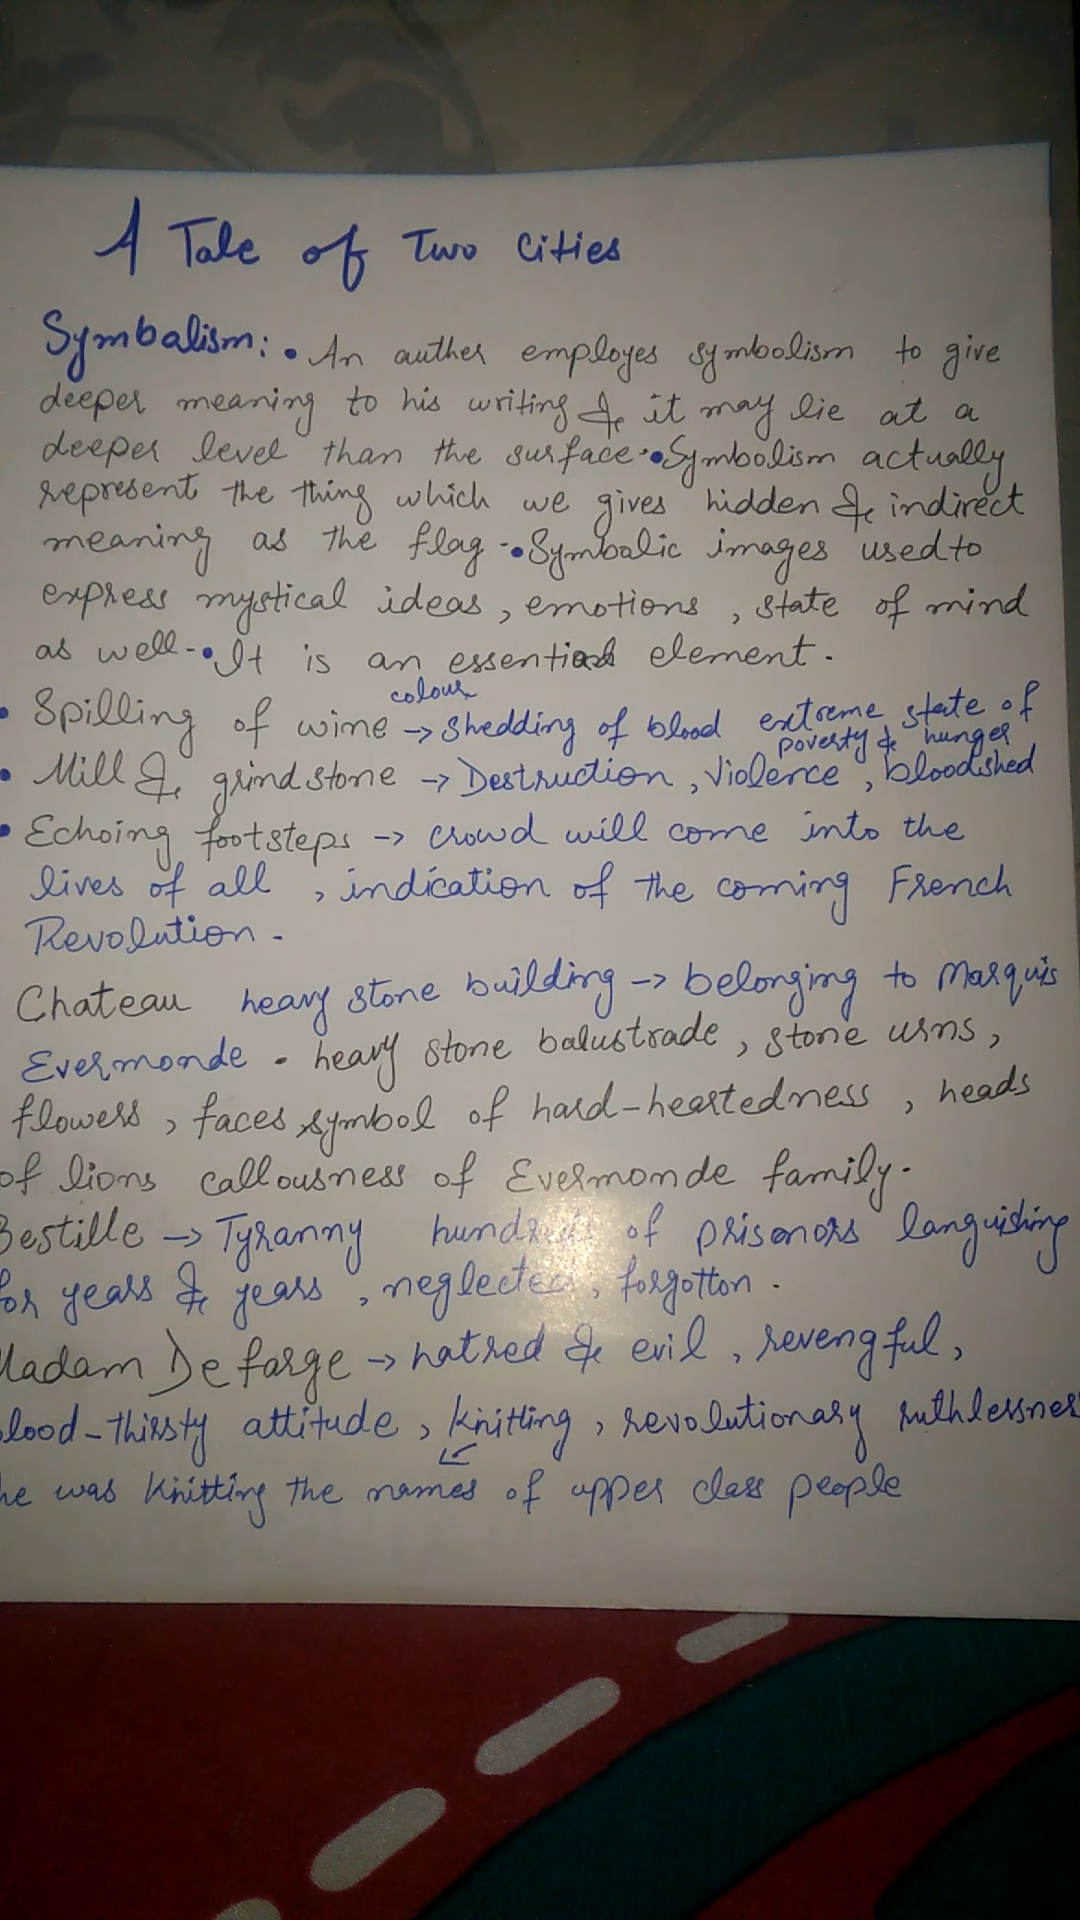 A Tale of Two Cities
Symbalism: • An auther employes symbolism to give
deeper meaning to his writing & it may lie at a
deeper level than the surface. •Symbolism actually
represent the thing which we gives hidden & indirect
meaning as the flag -•Symbalic images used to
express mystical ideas, emotions, state of mind
as well-•It is an essential element.
• Spilling of wine colour → shedding of blood extreme state of
poverty & hunger
• Mill & grindstone → Destruction, Violence, bloodshed
• Echoing footsteps → crowd will come into the
lives of all, indication of the coming French
Revolution.
Chateau heavy stone building → belonging to Marquis
Evermonde. heavy stone balustrade, stone urns,
flowers, faces, symbol of hard-heartedness, heads
of lions callousness of Evermonde family.
Bestille → Tyranny hundreds of prisonors languishing
for years & years, neglected, forgotton.
Madam Defarge → hatred & evil, revengful,
blood-thirsty attitude, Knitting, revolutionary ruthlessness
he was Knitting the names of upper class people